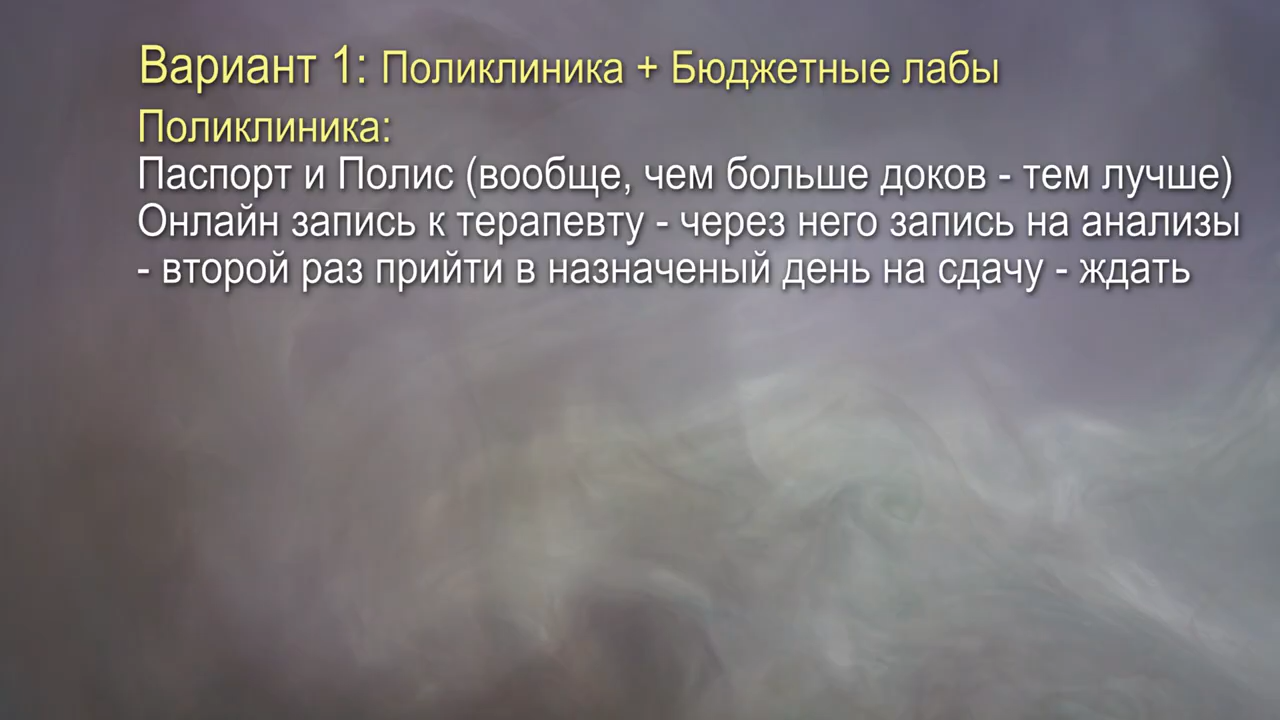 Вариант 1: Поликлиника + Бюджетные лабы
Поликлиника:
Паспорт и Полис (вообще, чем больше доков - тем лучше)
Онлайн запись к терапевту - через него запись на анализы
- второй раз прийти в назначеный день на сдачу - ждать